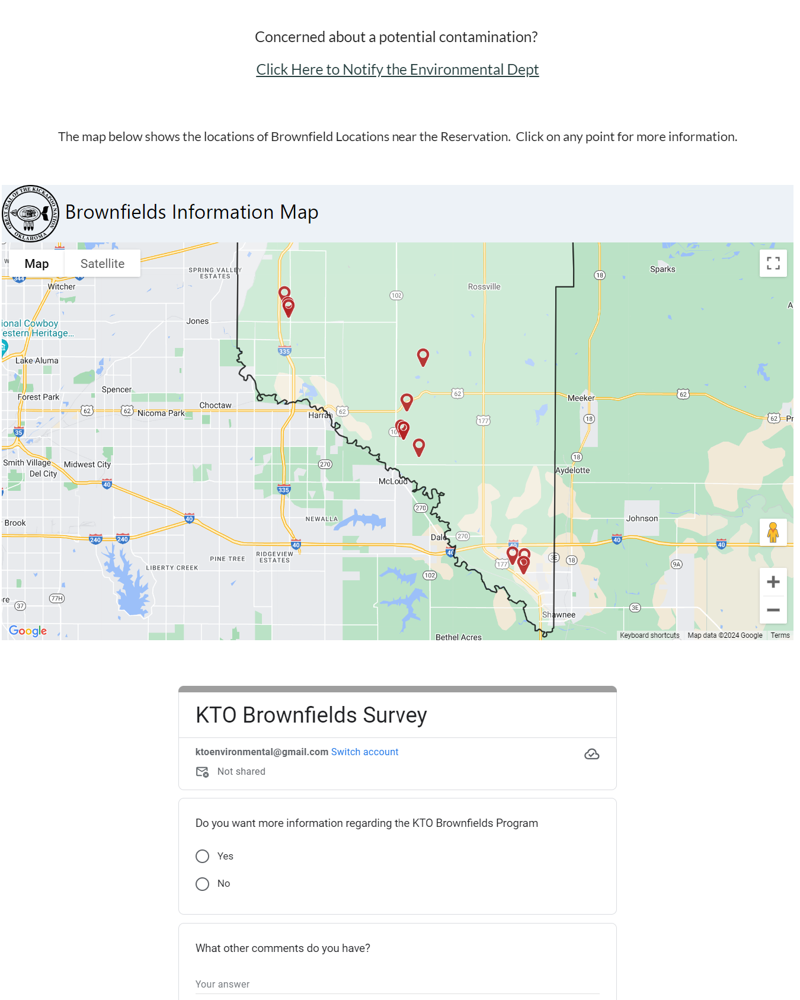 Concerned about a potential contamination?
Click Here to Notify the Environmental Dept
The map below shows the locations of Brownfield Locations near the Reservation.  Click on any point for more information.
GREAT SEAL OF THE KICKAPOO NATION
OKLAHOMA
Brownfields Information Map
Map
Satellite
W
344
Witcher
SPRING VALLEY
ESTATES
102
Rossville
18
Sparks
A
Jones
ional Cowboy
estern Heritage...
335
Lake Aluma
Forest Park
Spencer
Choctaw
62
62
Nicoma Park
Harrah
62
62
Meeker
62
62
Pr
18
177
10
35
Smith Village
Del City
Midwest City
40
270
McLoud
335
18
Aydelotte
270
Brook
40
NEWALLA
Johnson
240
240
40
Dale
270
40
40
40
40
PINE TREE
RIDGEVIEW
ESTATES
LIBERTY CREEK
177
3E
18
9A
102
re
37
77H
3E
Shawnee
Bethel Acres
Google
Keyboard shortcuts
Map data ©2024 Google
Terms
KTO Brownfields Survey
ktoenvironmental@gmail.com Switch account
Not shared
Do you want more information regarding the KTO Brownfields Program
Yes
No
What other comments do you have?
Your answer